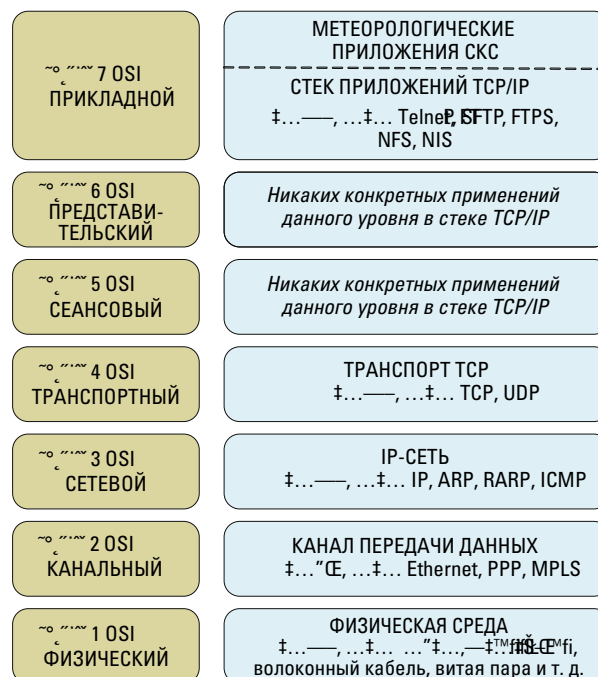 7 OSI
ПРИКЛАДНОЙ
МЕТЕОРОЛОГИЧЕСКИЕ
ПРИЛОЖЕНИЯ СКС
СТЕК ПРИЛОЖЕНИЙ TCP/IP
FTPS,
NFS, NIS
6 OSI
ПРЕДСТАВИ-
ТЕЛЬСКИЙ
Никаких конкретных применений
данного уровня в стеке TCP/IP
5 OSI
СЕАНСОВЫЙ
Никаких конкретных применений
данного уровня в стеке TCP/IP
4 OSI
ТРАНСПОРТНЫЙ
ТРАНСПОРТ TCP
TCP, UDP
3 OSI
СЕТЕВОЙ
IP-СЕТЬ
IP, ARP, RARP, ICMP
2 OSI
КАНАЛЬНЫЙ
КАНАЛ ПЕРЕДАЧИ ДАННЫХ
Ethernet, PPP, MPLS
1 OSI
ФИЗИЧЕСКИЙ
ФИЗИЧЕСКАЯ СРЕДА
волоконный кабель, витая пара и т. д.